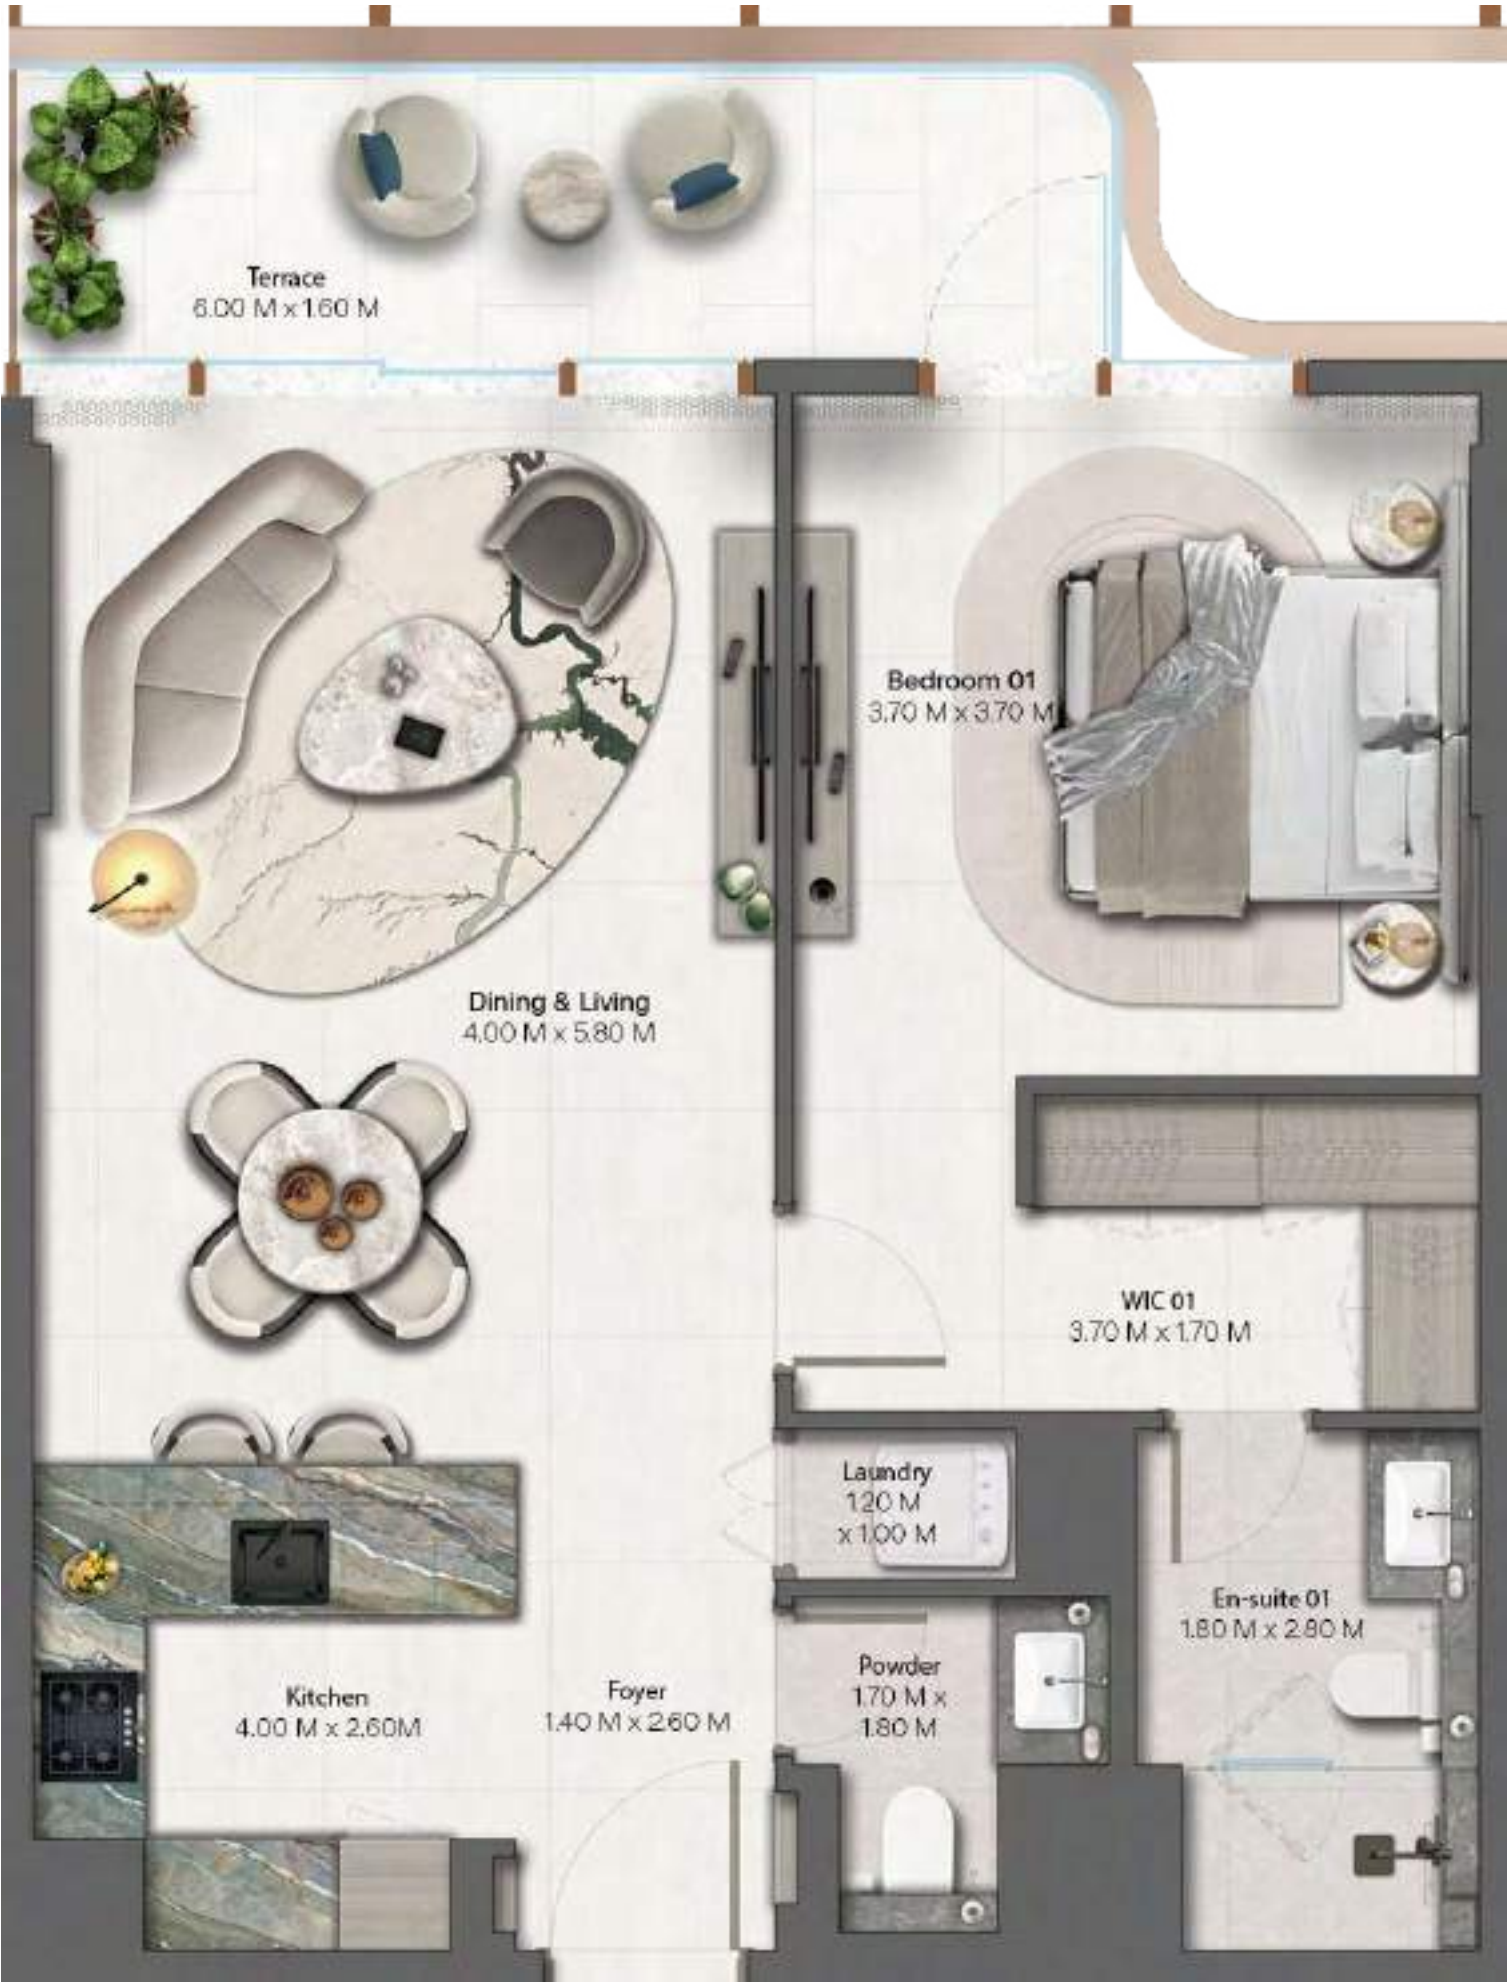 Terrace
6.00 M x 1.60 M
Bedroom 01
3.70 M x 3.70 M
Dining & Living
4.00 M x 5.80 M
WIC 01
3.70 M x 1.70 M
Laundry
1.20 M
x 1.00 M
En-suite 01
1.80 M x 2.80 M
Powder
1.70 M x
1.80 M
Kitchen
4.00 M x 2.60M
Foyer
1.40 M x 2.60 M